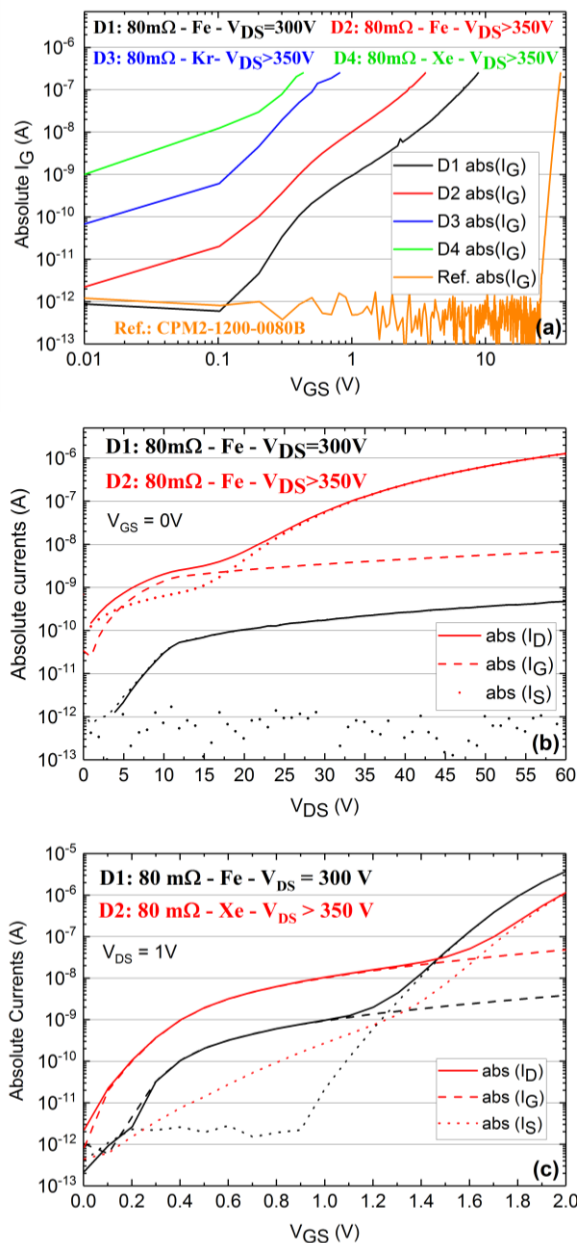 D1: 80mΩ - Fe - VDS=300V D2: 80mΩ - Fe - VDS>350V
D3: 80mΩ - Kr- VDS>350V D4: 80mΩ - Xe - VDS>350V
Absolute IG (A)
10-6
10-7
10-8
10-9
10-10
10-11
10-12
10-13
D1 abs(IG)
D2 abs(IG)
D3 abs(IG)
D4 abs(IG)
Ref. abs(IG)
Ref.: CPM2-1200-0080B
(a)
0.01 0.1 1 10
VGS (V)
D1: 80mΩ - Fe - VDS=300V
D2: 80mΩ - Fe - VDS>350V
VGS = 0V
Absolute currents (A)
10-6
10-7
10-8
10-9
10-10
10-11
10-12
10-13
abs (ID)
abs (IG)
abs (IS)
(b)
0 5 10 15 20 25 30 35 40 45 50 55 60
VDS (V)
D1: 80 mΩ - Fe - VDS = 300 V
D2: 80 mΩ - Xe - VDS > 350 V
VDS = 1V
Absolute Currents (A)
10-5
10-6
10-7
10-8
10-9
10-10
10-11
10-12
10-13
abs (ID)
abs (IG)
abs (IS)
(c)
0.0 0.2 0.4 0.6 0.8 1.0 1.2 1.4 1.6 1.8 2.0
VGS (V)